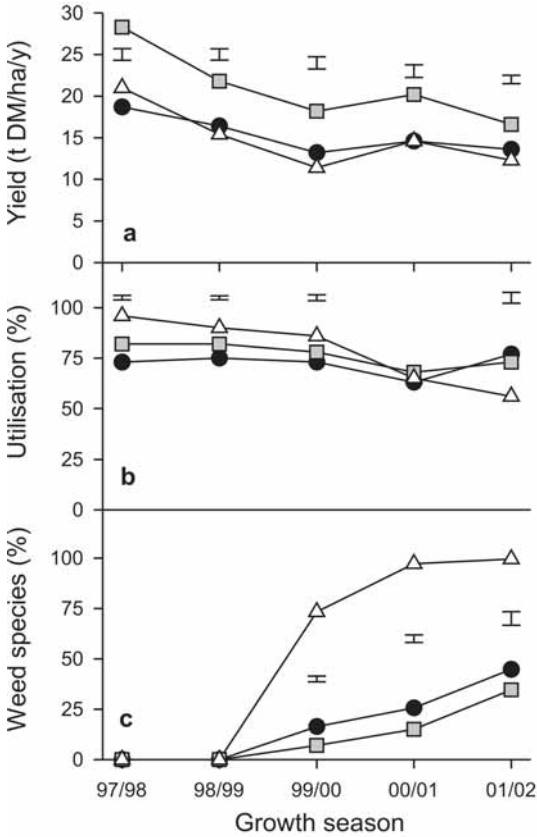 Yield (t DM/ha/y)
30
25
20
15
10
5
0
a
Utilisation (%)
100
75
50
25
0
b
Weed species (%)
100
75
50
25
0
c
97/98 98/99 99/00 00/01 01/02
Growth season